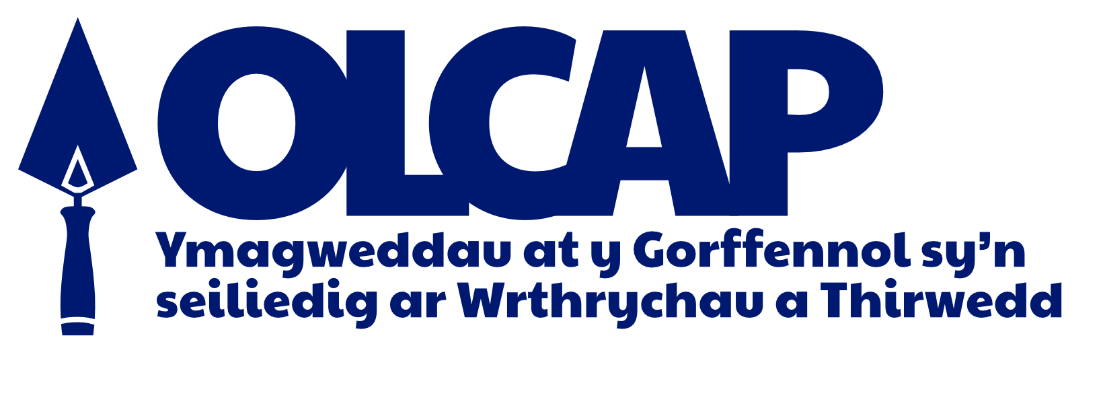 OLCAP
Ymagweddau at y Gorffennol sy’n
seiliedig ar Wrthrychau a Thirwedd